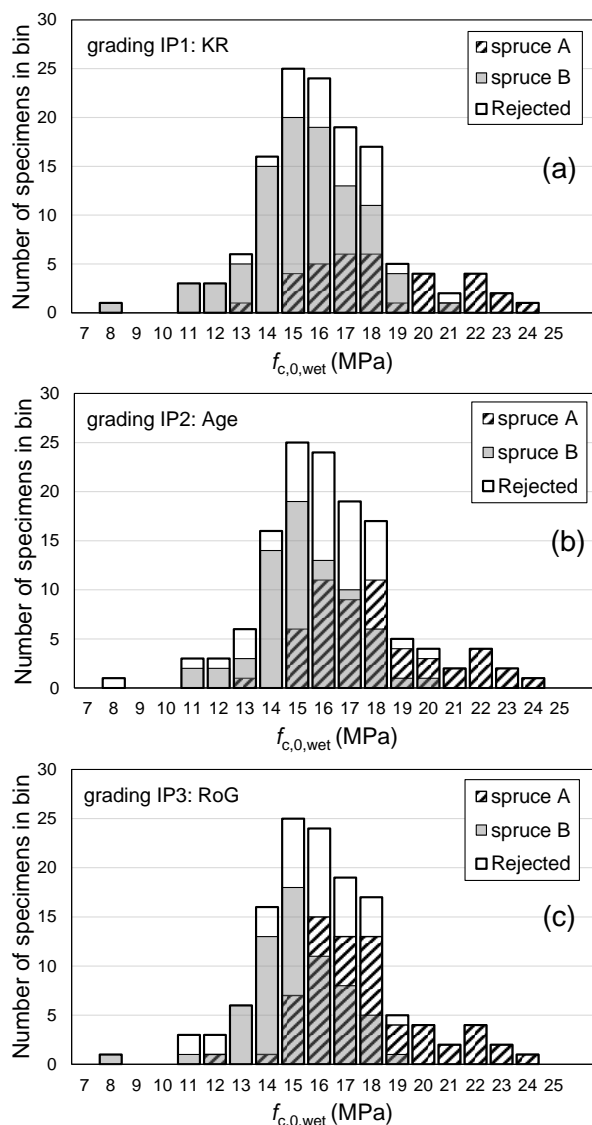 30
25
20
15
10
5
0
Number of specimens in bin
grading IP1: KR
spruce A
spruce B
Rejected
(a)
7 8 9 10 11 12 13 14 15 16 17 18 19 20 21 22 23 24 25
fc,0,wet (MPa)
30
25
20
15
10
5
0
Number of specimens in bin
grading IP2: Age
spruce A
spruce B
Rejected
(b)
7 8 9 10 11 12 13 14 15 16 17 18 19 20 21 22 23 24 25
fc,0,wet (MPa)
30
25
20
15
10
5
0
Number of specimens in bin
grading IP3: RoG
spruce A
spruce B
Rejected
(c)
7 8 9 10 11 12 13 14 15 16 17 18 19 20 21 22 23 24 25
fc,0,wet (MPa)